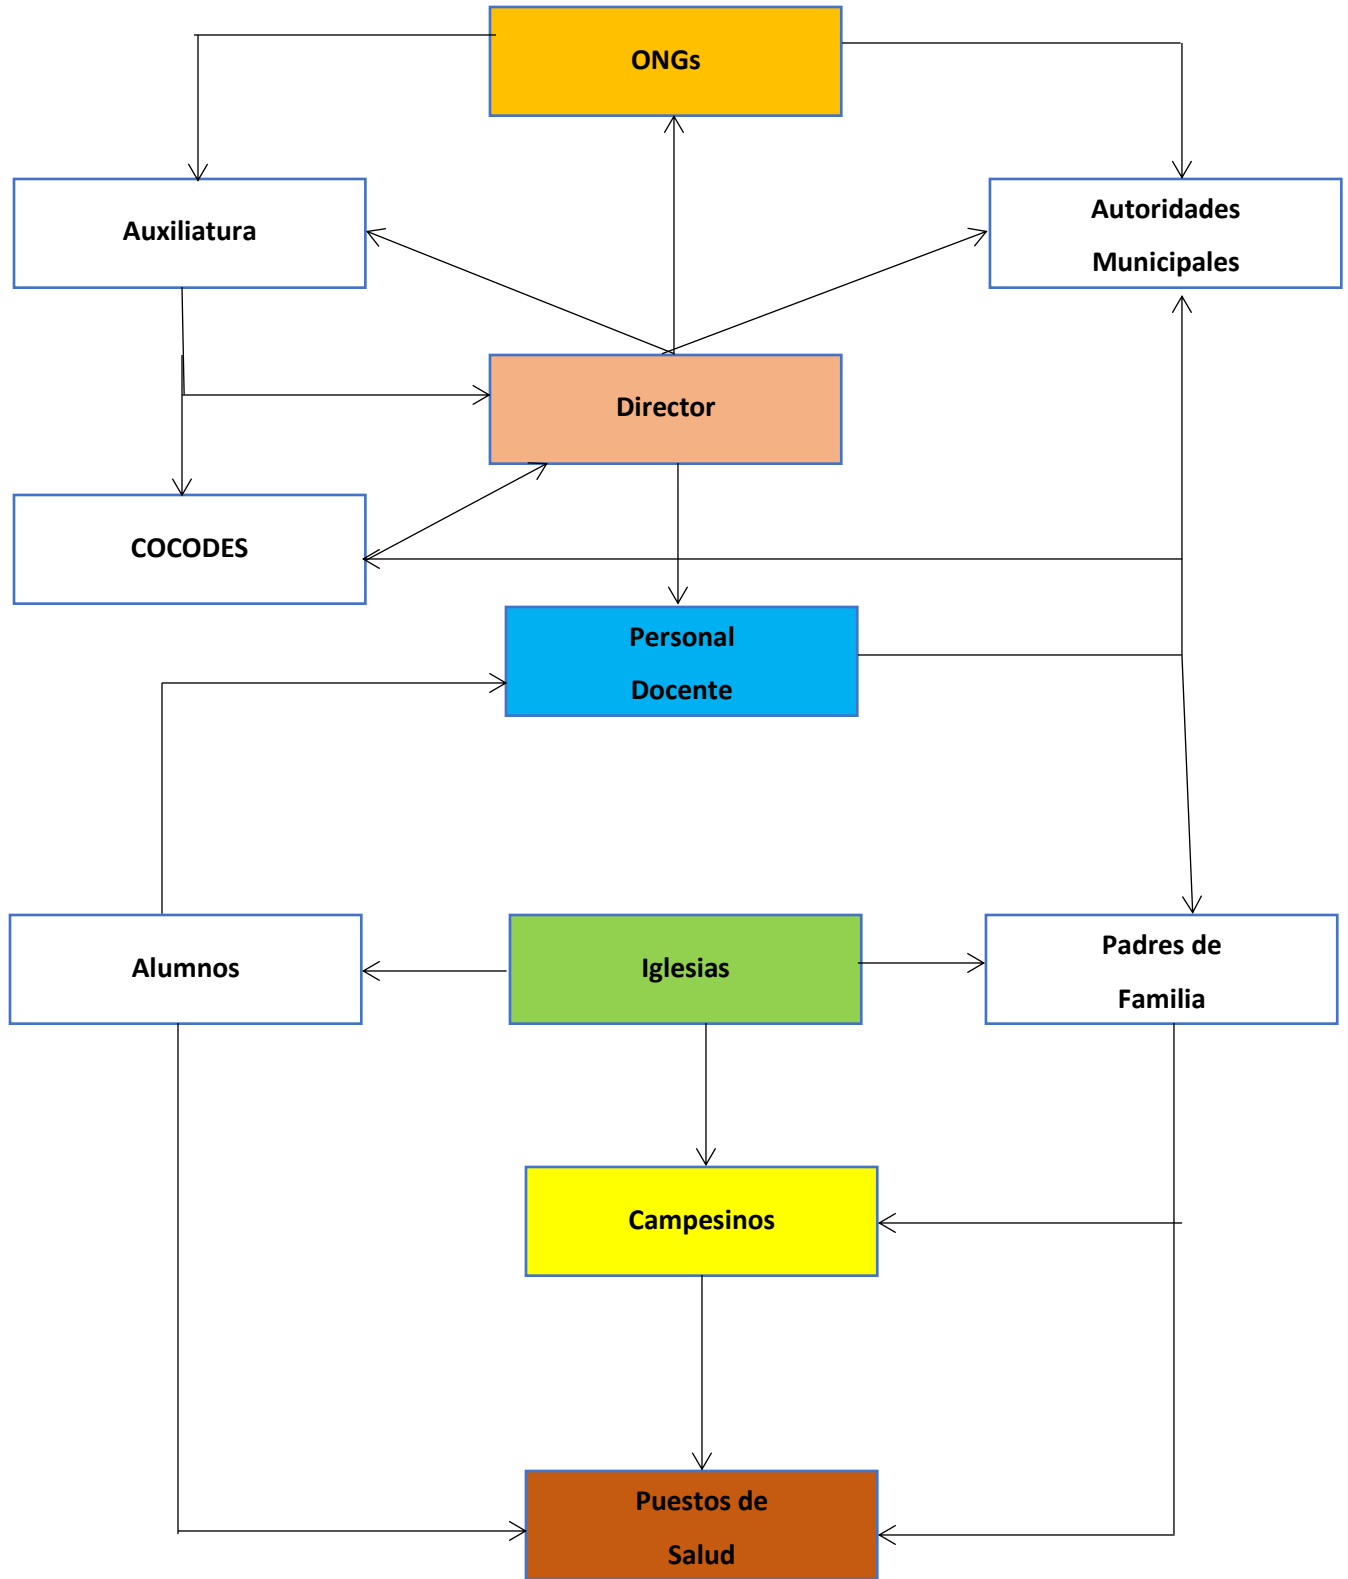 ONGs
Auxiliatura
Autoridades
Municipales
Director
COCODES
Personal
Docente
Alumnos
Iglesias
Padres de
Familia
Campesinos
Puestos de
Salud